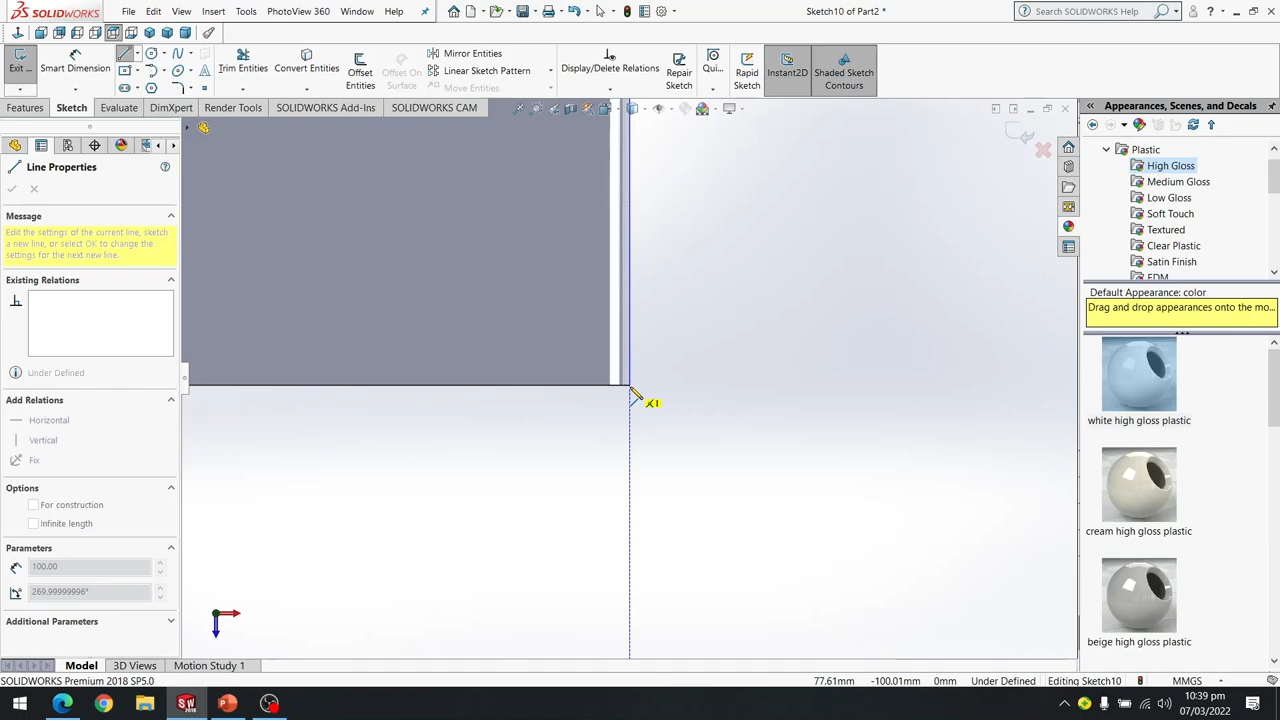 SOLIDWORKS
File Edit View Insert Tools PhotoView 360 Window Help
Sketch10 of Part2 *
Search SOLIDWORKS Help
Exit ...
Smart Dimension
Trim Entities
Convert Entities
Offset Entities
Offset On Surface
Mirror Entities
Linear Sketch Pattern
Move Entities
Display/Delete Relations
Repair Sketch
Qui...
Rapid Sketch
Instant2D
Shaded Sketch Contours
Features Sketch Evaluate DimXpert Render Tools SOLIDWORKS Add-Ins SOLIDWORKS CAM
Line Properties
Message
Edit the settings of the current line, sketch
a new line, or select OK to change the
settings for the next new line.
Existing Relations
Under Defined
Add Relations
Horizontal
Vertical
Fix
Options
For construction
Infinite length
Parameters
100.00
269.99999996°
Additional Parameters
Appearances, Scenes, and Decals
Plastic
High Gloss
Medium Gloss
Low Gloss
Soft Touch
Textured
Clear Plastic
Satin Finish
EDM
Default Appearance: color
Drag and drop appearances onto the mo...
white high gloss plastic
cream high gloss plastic
beige high gloss plastic
Model 3D Views Motion Study 1
SOLIDWORKS Premium 2018 SP5.0
77.61mm -100.01mm 0mm Under Defined Editing Sketch10 MMGS
10:39 pm
07/03/2022